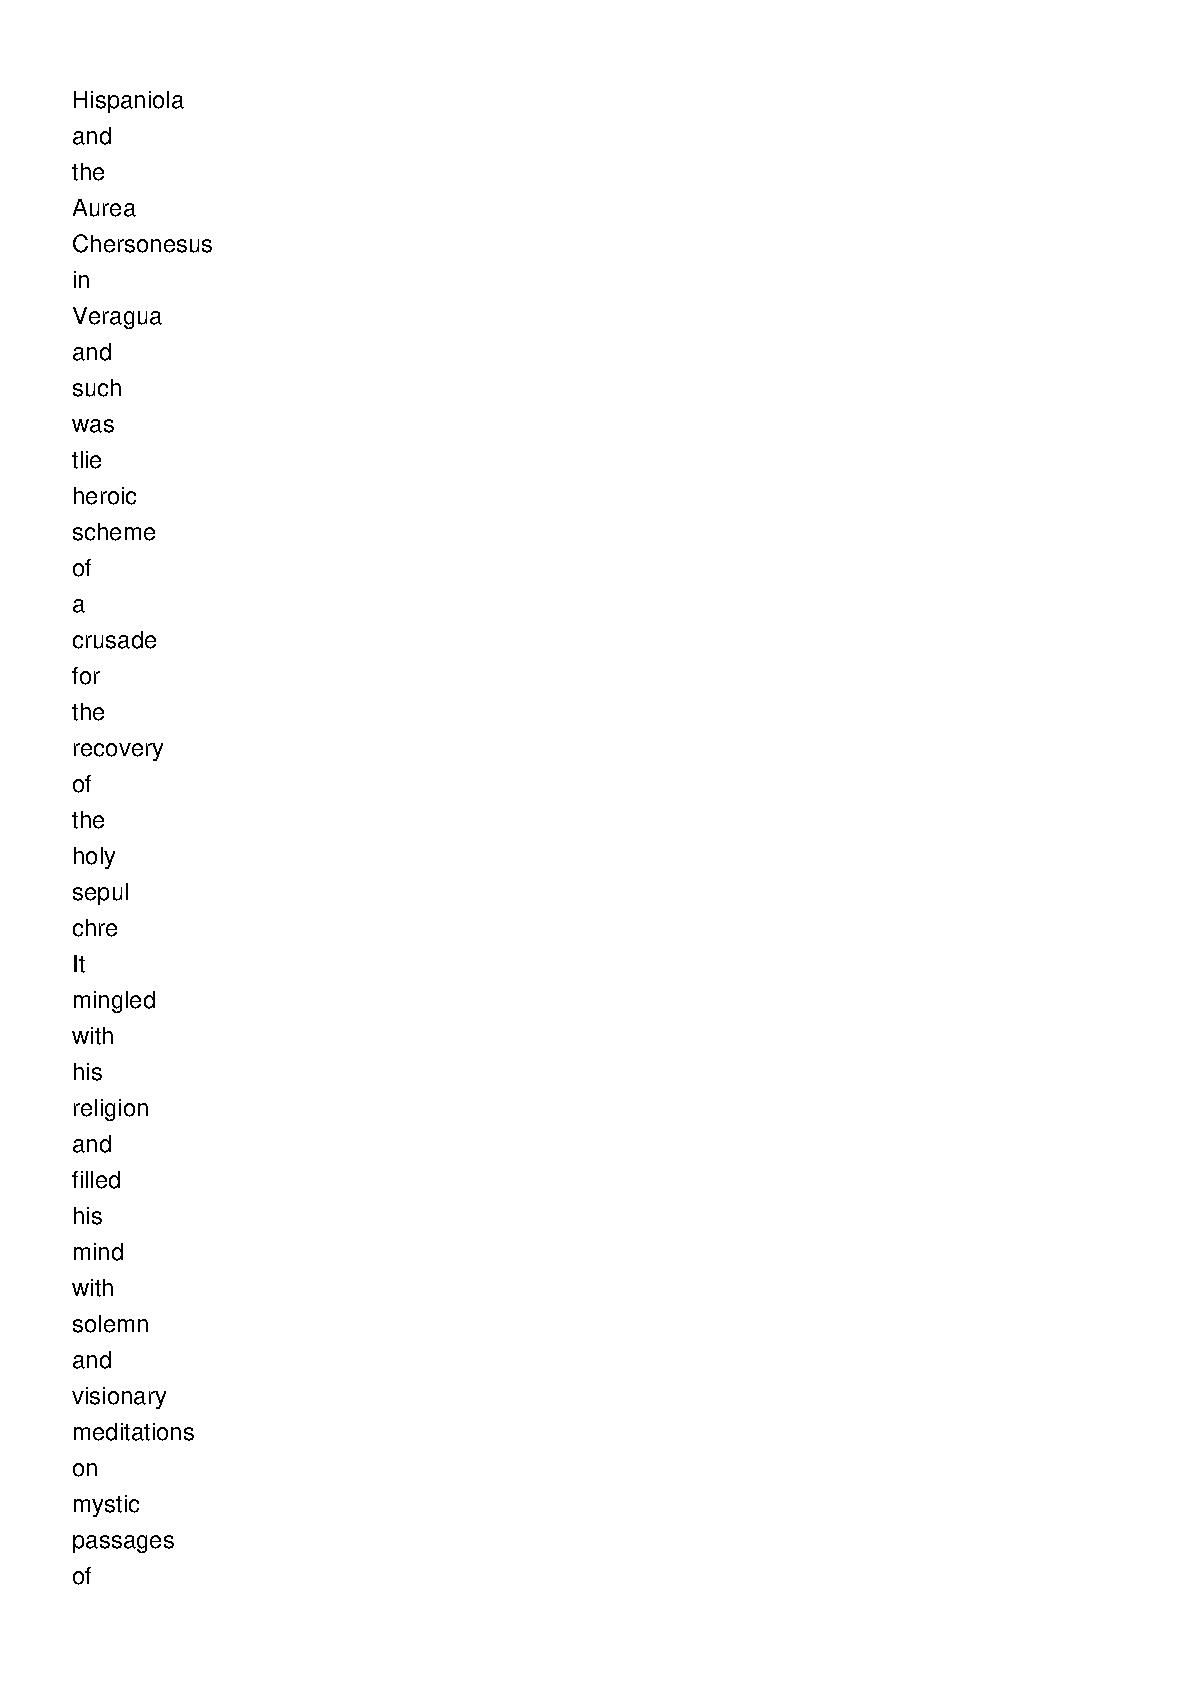 Hispaniola
and
the
Aurea
Chersonesus
in
Veragua
and
such
was
tlie
heroic
scheme
of
a
crusade
for
the
recovery
of
the
holy
sepul
chre
It
mingled
with
his
religion
and
filled
his
mind
with
solemn
and
visionary
meditations
on
mystic
passages
of